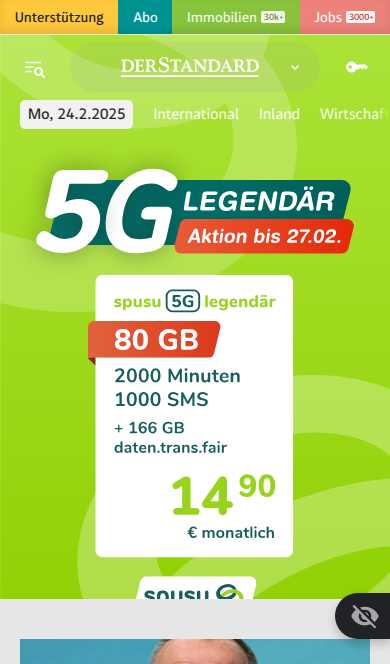 Unterstützung Abo Immobilien 30k+ Jobs 3000+
DERSTANDARD
Mo, 24.2.2025 International Inland Wirtschaf
5G LEGENDÄR
Aktion bis 27.02.
spusu 5G legendär
80 GB
2000 Minuten
1000 SMS
+ 166 GB
daten.trans.fair
14 90
€ monatlich
spusu